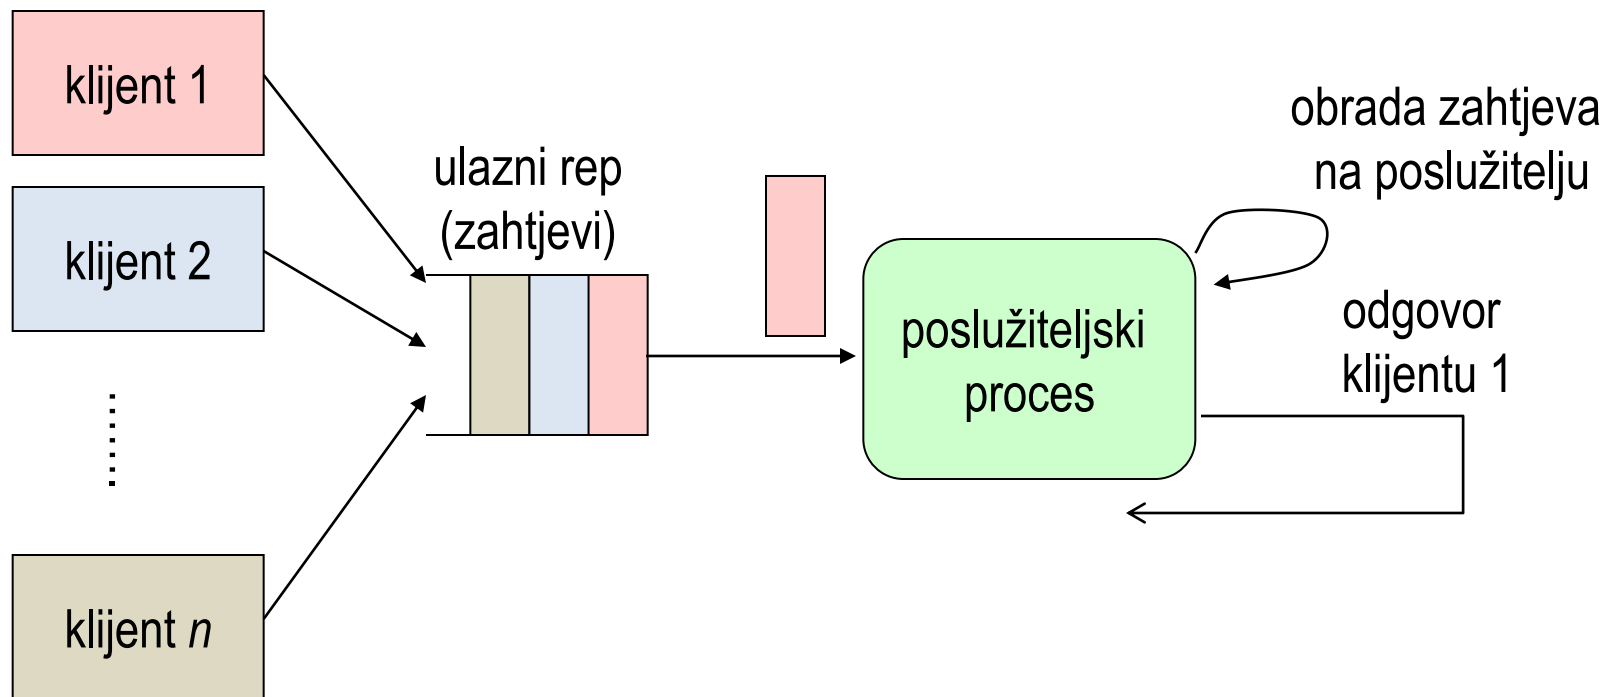 klijent 1
klijent 2
klijent n
ulazni rep
(zahtjevi)
poslužiteljski
proces
obrada zahtjeva
na poslužitelju
odgovor
klijentu 1